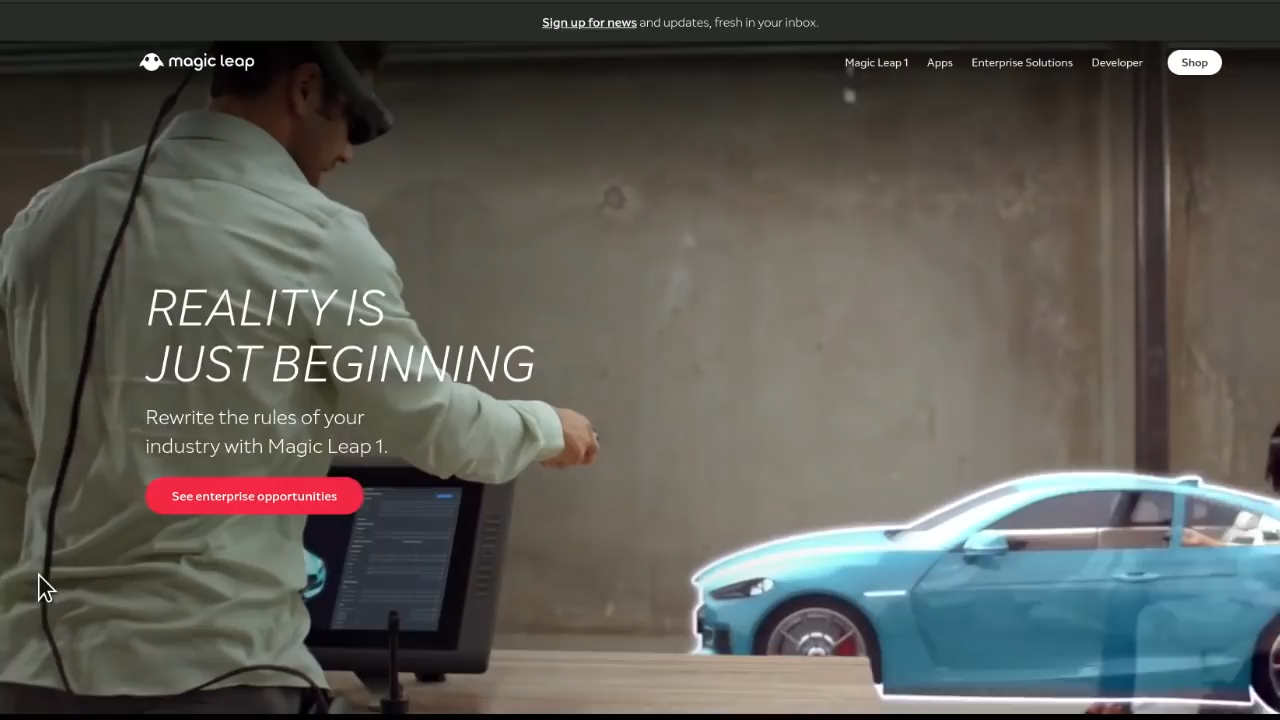 Sign up for news and updates, fresh in your inbox.
magic leap
Magic Leap 1 Apps Enterprise Solutions Developer Shop
REALITY IS
JUST BEGINNING
Rewrite the rules of your
industry with Magic Leap 1.
See enterprise opportunities